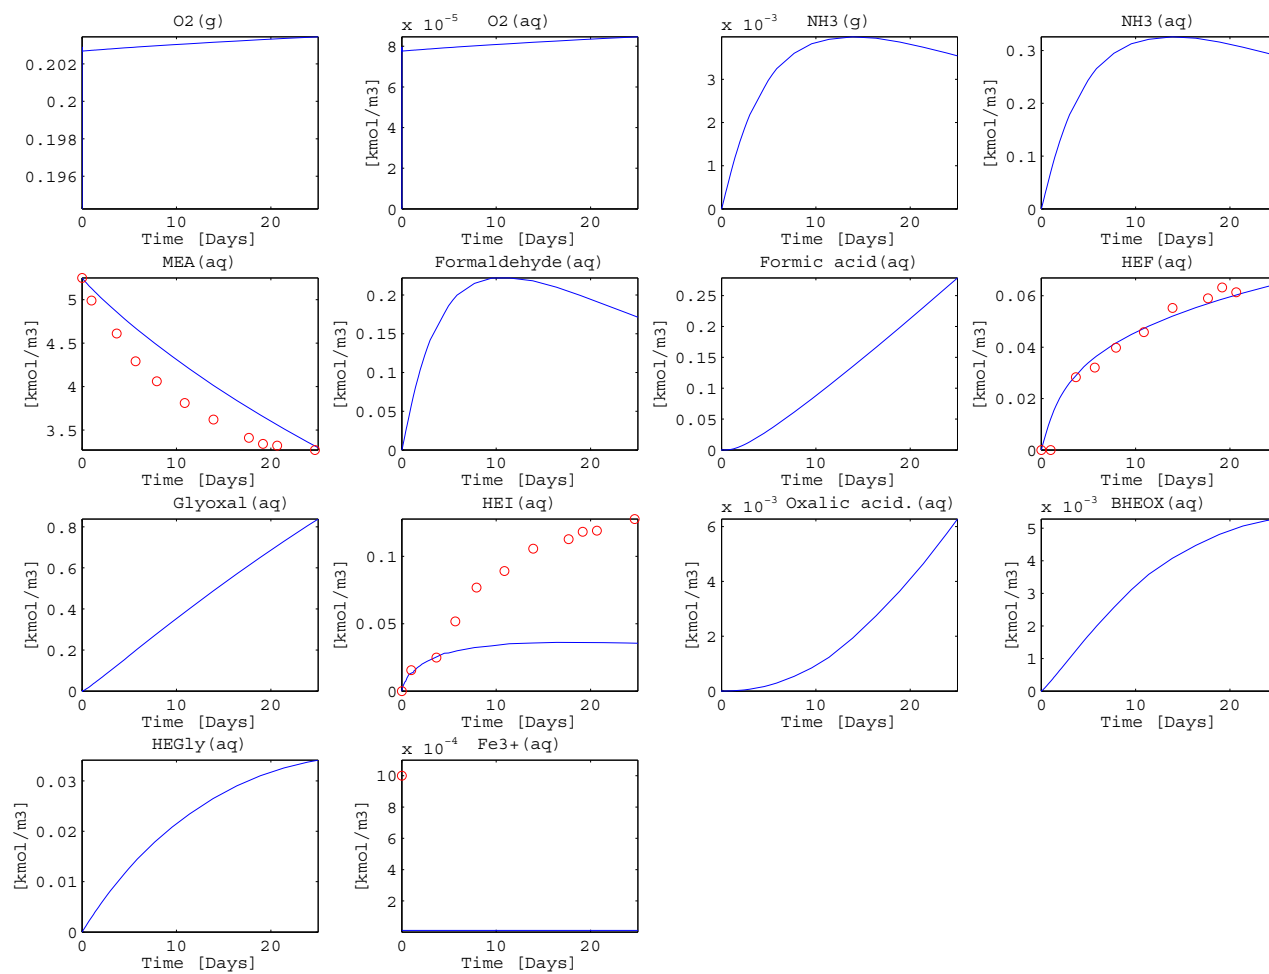 O2(g)
0.202
0.2
0.198
0.196
0 10 20
Time [Days]
x 10^-5
O2(aq)
[kmol/m3]
8
6
4
2
0
0 10 20
Time [Days]
x 10^-3
NH3(g)
[kmol/m3]
3
2
1
0
0 10 20
Time [Days]
NH3(aq)
[kmol/m3]
0.3
0.2
0.1
0
0 10 20
Time [Days]
MEA(aq)
[kmol/m3]
5
4.5
4
3.5
0 10 20
Time [Days]
Formaldehyde(aq)
[kmol/m3]
0.2
0.15
0.1
0.05
0
0 10 20
Time [Days]
Formic acid(aq)
[kmol/m3]
0.25
0.2
0.15
0.1
0.05
0
0 10 20
Time [Days]
HEF(aq)
[kmol/m3]
0.06
0.04
0.02
0
0 10 20
Time [Days]
Glyoxal(aq)
[kmol/m3]
0.8
0.6
0.4
0.2
0
0 10 20
Time [Days]
HEI(aq)
[kmol/m3]
0.1
0.05
0
0 10 20
Time [Days]
x 10^-3
Oxalic acid.(aq)
[kmol/m3]
6
4
2
0
0 10 20
Time [Days]
x 10^-3
BHEOX(aq)
[kmol/m3]
5
4
3
2
1
0
0 10 20
Time [Days]
HEGly(aq)
[kmol/m3]
0.03
0.02
0.01
0
0 10 20
Time [Days]
x 10^-4
Fe3+(aq)
[kmol/m3]
10
8
6
4
2
0 10 20
Time [Days]